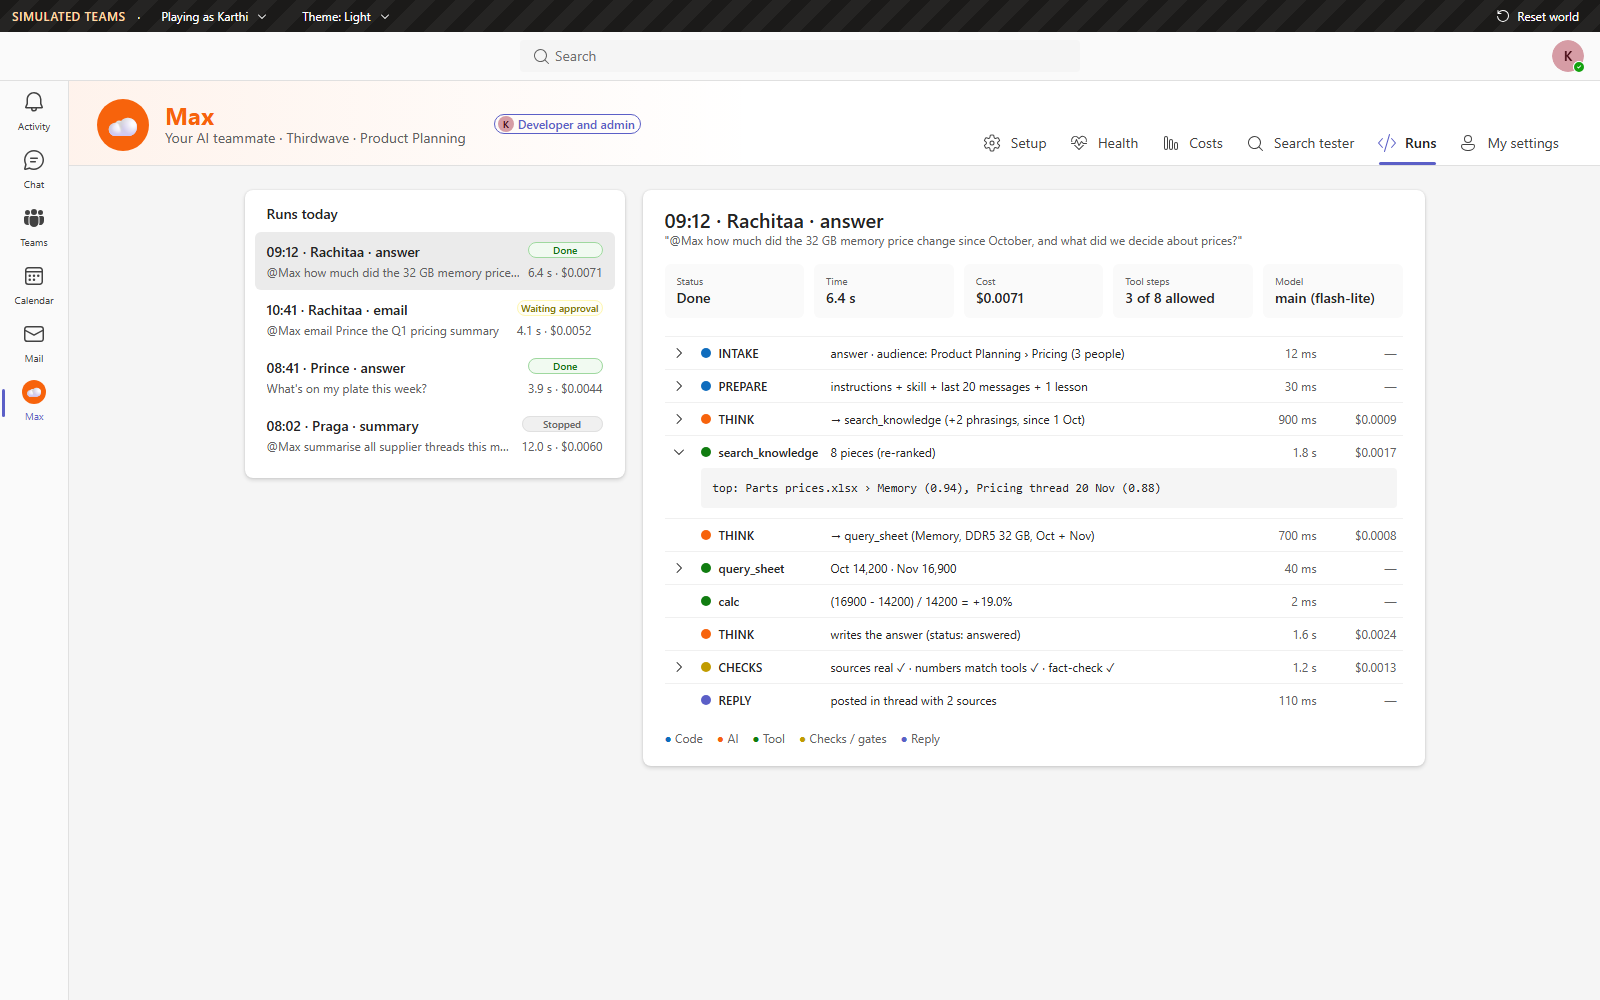 SIMULATED TEAMS · Playing as Karthi Theme: Light Reset world
Search
K
Activity
Chat
Teams
Calendar
Mail
Max
Max
Your AI teammate · Thirdwave · Product Planning
K Developer and admin
Setup Health Costs Search tester Runs My settings
Runs today
09:12 · Rachitaa · answer Done
@Max how much did the 32 GB memory price... 6.4 s · $0.0071
10:41 · Rachitaa · email Waiting approval
@Max email Prince the Q1 pricing summary 4.1 s · $0.0052
08:41 · Prince · answer Done
What's on my plate this week? 3.9 s · $0.0044
08:02 · Praga · summary Stopped
@Max summarise all supplier threads this m... 12.0 s · $0.0060
09:12 · Rachitaa · answer
"@Max how much did the 32 GB memory price change since October, and what did we decide about prices?"
Status Time Cost Tool steps Model
Done 6.4 s $0.0071 3 of 8 allowed main (flash-lite)
INTAKE answer · audience: Product Planning › Pricing (3 people) 12 ms —
PREPARE instructions + skill + last 20 messages + 1 lesson 30 ms —
THINK → search_knowledge (+2 phrasings, since 1 Oct) 900 ms $0.0009
search_knowledge 8 pieces (re-ranked) 1.8 s $0.0017
top: Parts prices.xlsx › Memory (0.94), Pricing thread 20 Nov (0.88)
THINK → query_sheet (Memory, DDR5 32 GB, Oct + Nov) 700 ms $0.0008
query_sheet Oct 14,200 · Nov 16,900 40 ms —
calc (16900 - 14200) / 14200 = +19.0% 2 ms —
THINK writes the answer (status: answered) 1.6 s $0.0024
CHECKS sources real ✓ · numbers match tools ✓ · fact-check ✓ 1.2 s $0.0013
REPLY posted in thread with 2 sources 110 ms —
Code AI Tool Checks / gates Reply